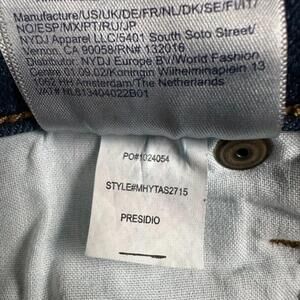 Manufacture/US/UK/DE/FR/NL/DK/SE/FI/IT/
NO/ESP/MX/PT/RU/JP
NYDJ Apparel LLC/5401 South Soto Street/
Vernon, CA 90058/RN# 132016
Distributor: NYDJ Europe BV/World Fashion
Centre 01.09.02/Koningin Wilhelminaplein 13
1062 HH Amsterdam/The Netherlands
VAT# NL813404022B01
PO#1024054
STYLE#MHYTAS2715
PRESIDIO